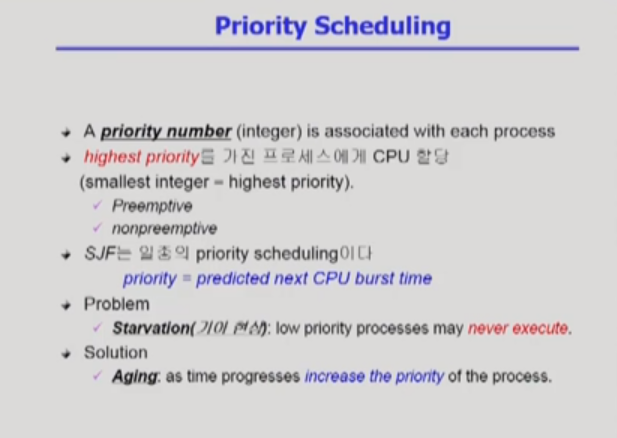 Priority Scheduling
A priority number (integer) is associated with each process
highest priority를 가진 프로세스에게 CPU 할당
(smallest integer = highest priority).
Preemptive
nonpreemptive
SJF는 일종의 priority scheduling이다
priority = predicted next CPU burst time
Problem
Starvation(기아 현상): low priority processes may never execute.
Solution
Aging: as time progresses increase the priority of the process.